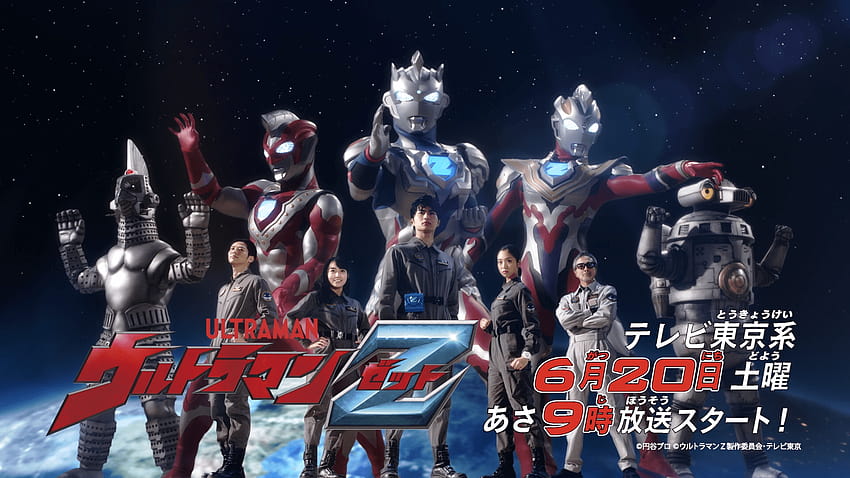 ULTRAMAN
ウルトラマンZ
ゼット
とうきょうけい
テレビ東京系
がつ にち どよう
6月20日土曜
じ ほうそう
あさ9時放送スタート!
©円谷プロ ©ウルトラマンZ製作委員会・テレビ東京